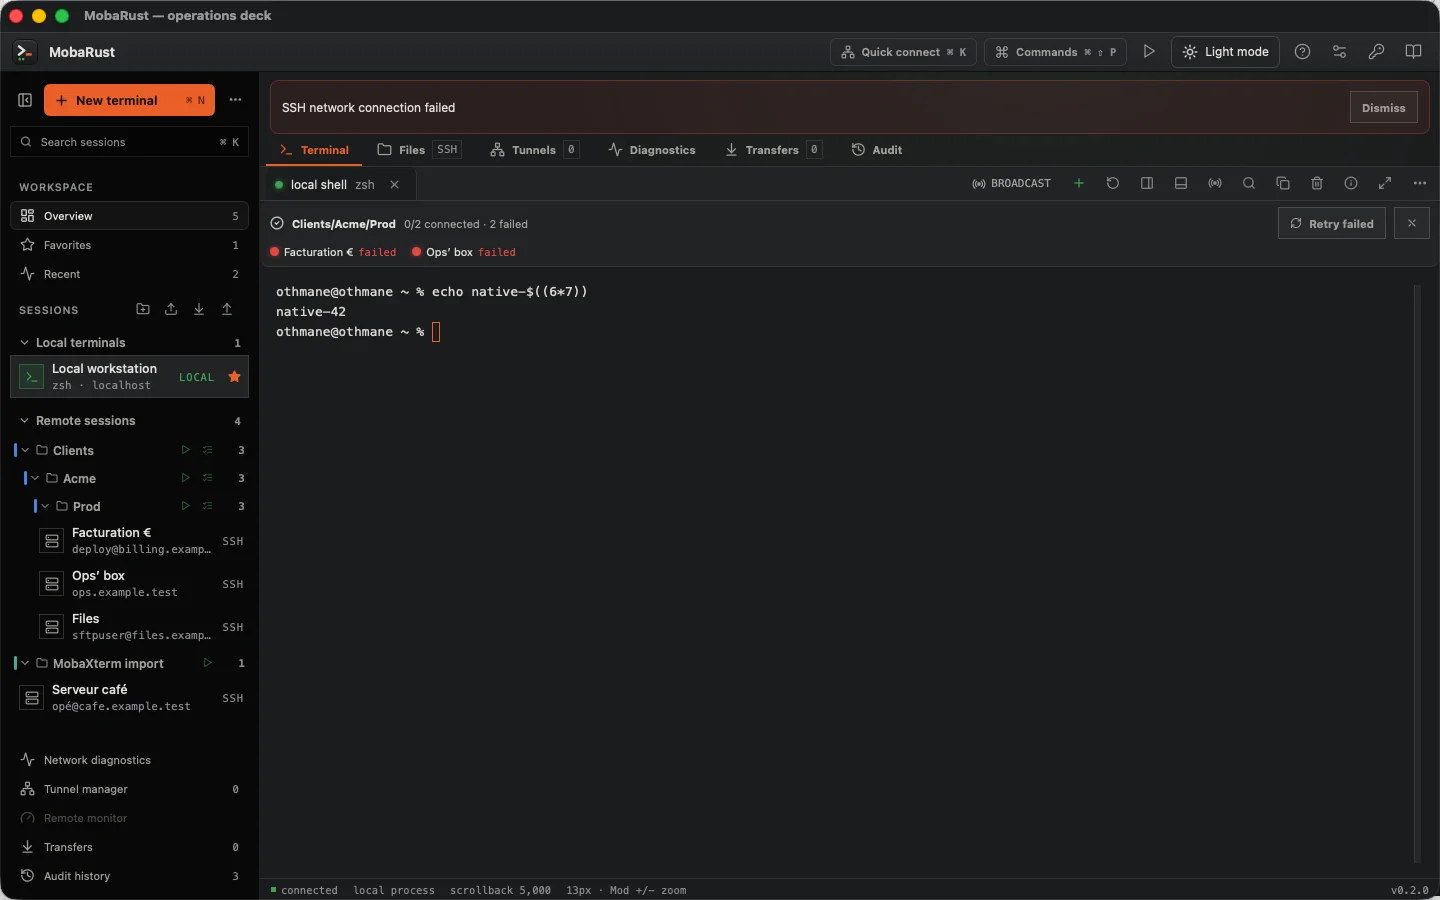 MobaRust — operations deck
MobaRust
Quick connect ⌘ K
Commands ⌘ ⇧ P
Light mode
New terminal ⌘ N
Search sessions ⌘ K
WORKSPACE
Overview 5
Favorites 1
Recent 2
SESSIONS
Local terminals 1
Local workstation
zsh · localhost
LOCAL
Remote sessions 4
Clients 3
Acme 3
Prod 3
Facturation €
deploy@billing.examp…
SSH
Ops’ box
ops.example.test
SSH
Files
sftpuser@files.examp…
SSH
MobaXterm import 1
Serveur café
opé@cafe.example.test
SSH
Network diagnostics
Tunnel manager 0
Remote monitor
Transfers 0
Audit history 3
SSH network connection failed
Dismiss
Terminal
Files SSH
Tunnels 0
Diagnostics
Transfers 0
Audit
local shell zsh
BROADCAST
Clients/Acme/Prod 0/2 connected · 2 failed
Retry failed
Facturation € failed
Ops’ box failed
othmane@othmane ~ % echo native-$((6*7))
native-42
othmane@othmane ~ %
connected local process scrollback 5,000 13px · Mod +/− zoom
v0.2.0